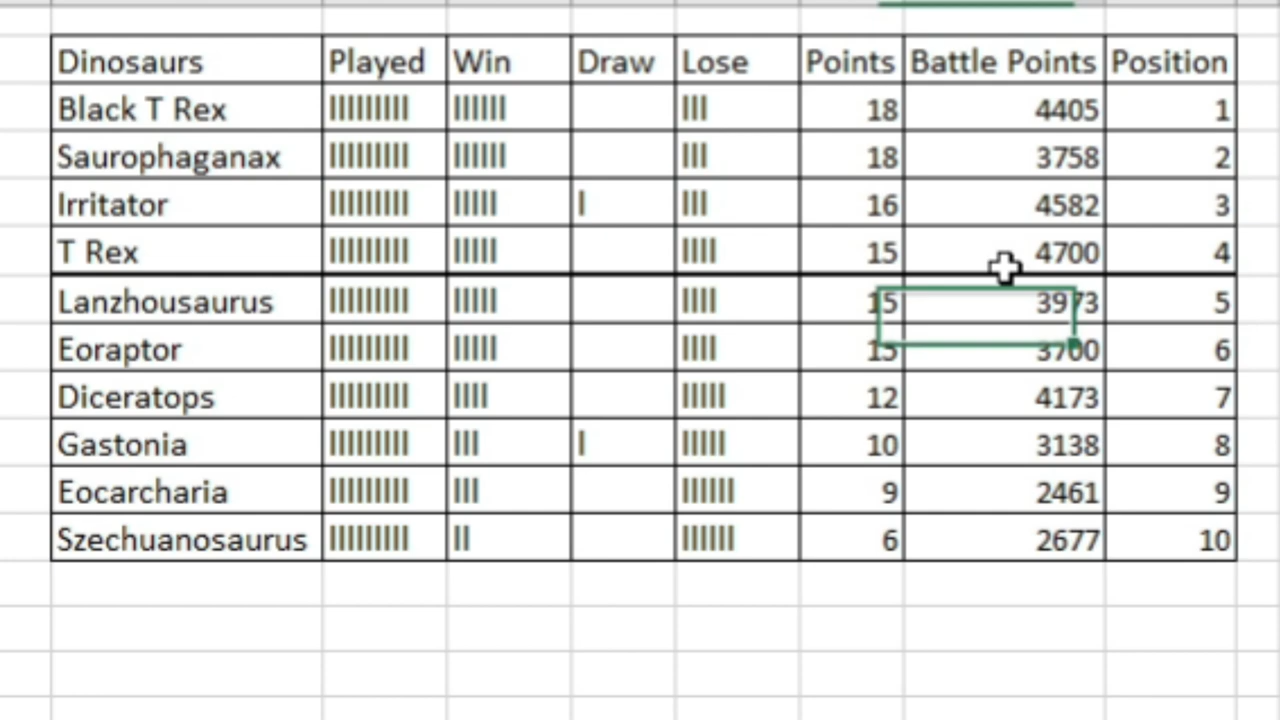 Dinosaurs Played Win Draw Lose Points Battle Points Position
Black T Rex IIIIIIIII IIIIII III 18 4405 1
Saurophaganax IIIIIIIII IIIIII III 18 3758 2
Irritator IIIIIIIII IIIII I III 16 4582 3
T Rex IIIIIIIII IIIII IIII 15 4700 4
Lanzhousaurus IIIIIIIII IIIII IIII 15 3973 5
Eoraptor IIIIIIIII IIIII IIII 15 3700 6
Diceratops IIIIIIIII IIII IIIII 12 4173 7
Gastonia IIIIIIIII III I IIIII 10 3138 8
Eocarcharia IIIIIIIII III IIIIII 9 2461 9
Szechuanosaurus IIIIIIIII II IIIIII 6 2677 10